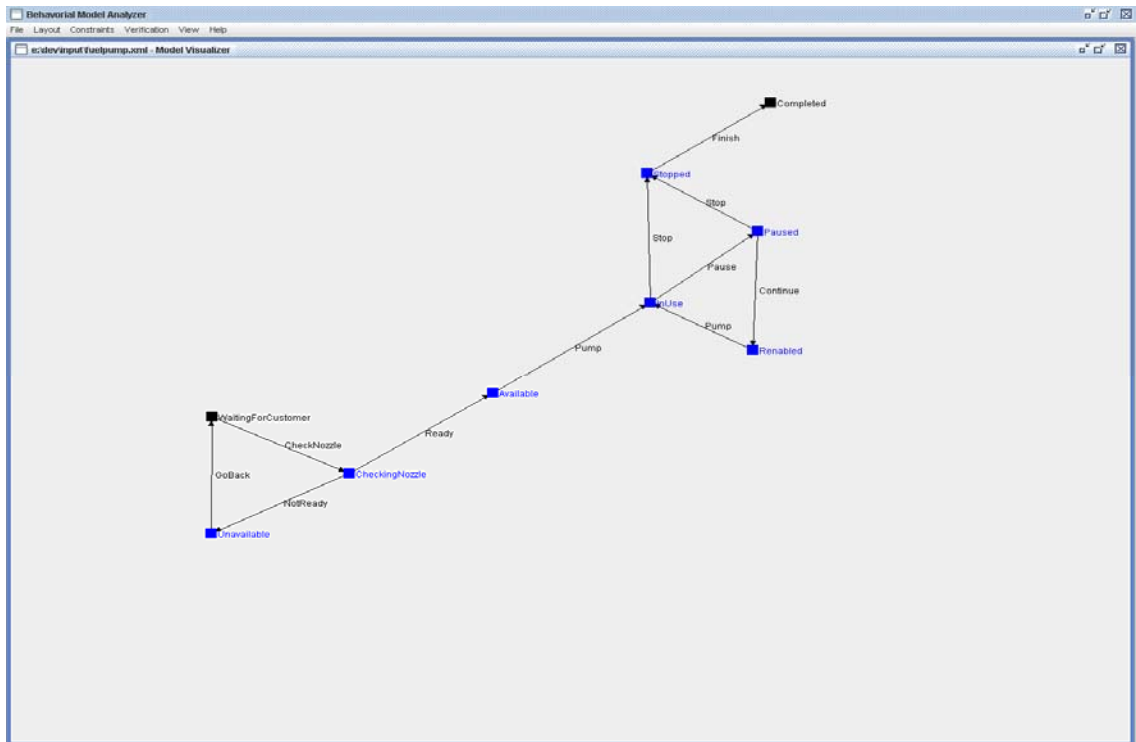 Behavorial Model Analyzer
File Layout Constraints Verification View Help
e:\dev\input\fuelpump.xml - Model Visualizer
Completed
Finish
Stopped
Stop
Paused
Stop
Pause
Continue
InUse
Pump
Renabled
Pump
Available
WaitingForCustomer
Ready
CheckNozzle
GoBack
CheckingNozzle
NotReady
Unavailable